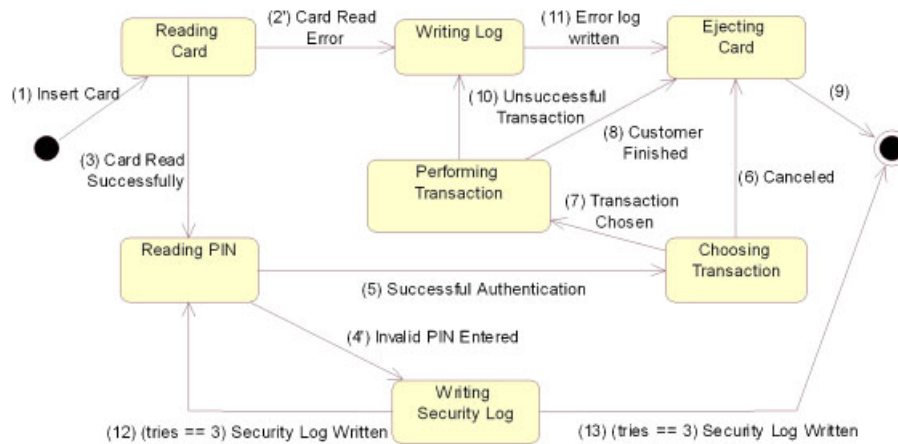 Reading
Card
(2') Card Read
Error
Writing Log
(11) Error log
written
Ejecting
Card
(1) Insert Card
(10) Unsuccessful
Transaction
(9)
(3) Card Read
Successfully
(8) Customer
Finished
Performing
Transaction
(6) Canceled
(7) Transaction
Chosen
Reading PIN
Choosing
Transaction
(5) Successful Authentication
(4') Invalid PIN Entered
Writing
Security Log
(12) (tries == 3) Security Log Written
(13) (tries == 3) Security Log Written